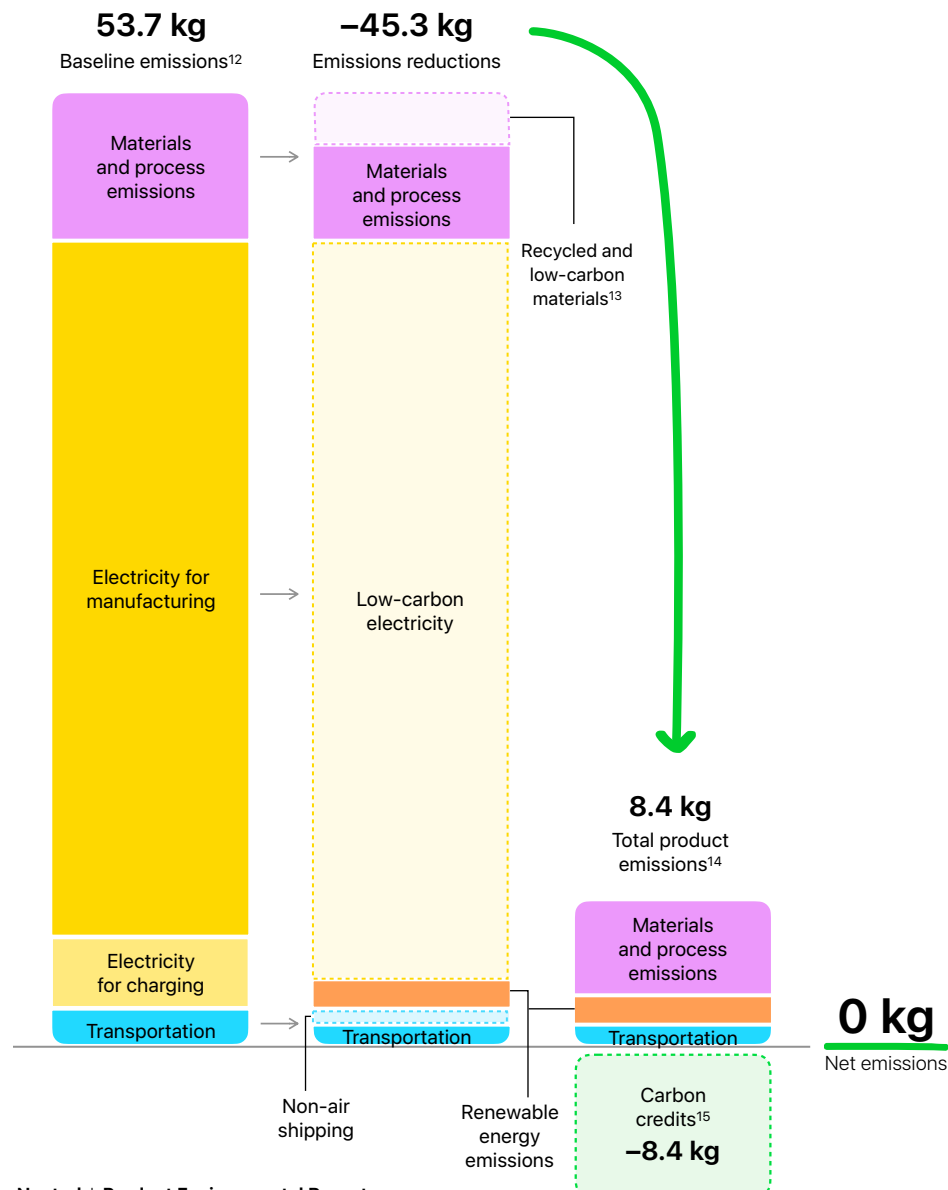 53.7 kg
Baseline emissions¹²
–45.3 kg
Emissions reductions
Materials
and process
emissions
Materials
and process
emissions
Recycled and
low-carbon
materials¹³
Electricity for
manufacturing
Low-carbon
electricity
8.4 kg
Total product
emissions¹⁴
Materials
and process
emissions
Electricity
for charging
Transportation
Transportation
Transportation
0 kg
Net emissions
Non-air
shipping
Renewable
energy
emissions
Carbon
credits¹⁵
–8.4 kg